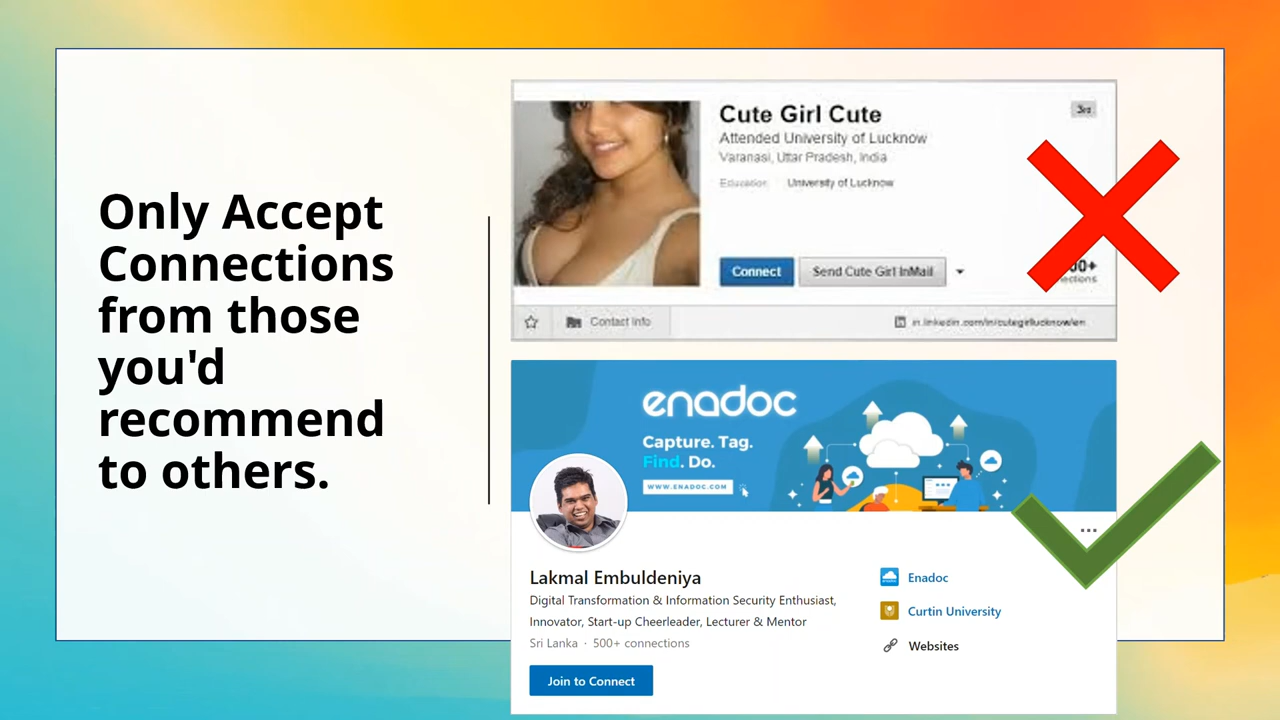 Only Accept
Connections
from those
you'd
recommend
to others.
Cute Girl Cute
3rd
Attended University of Lucknow
Varanasi, Uttar Pradesh, India
Education University of Lucknow
Connect
Send Cute Girl InMail
00+
ections
Contact Info
in.linkedin.com/in/cutegirllucknow/en
enadoc
Capture. Tag.
Find. Do.
WWW.ENADOC.COM
Lakmal Embuldeniya
Digital Transformation & Information Security Enthusiast,
Innovator, Start-up Cheerleader, Lecturer & Mentor
Sri Lanka · 500+ connections
Join to Connect
Enadoc
Curtin University
Websites